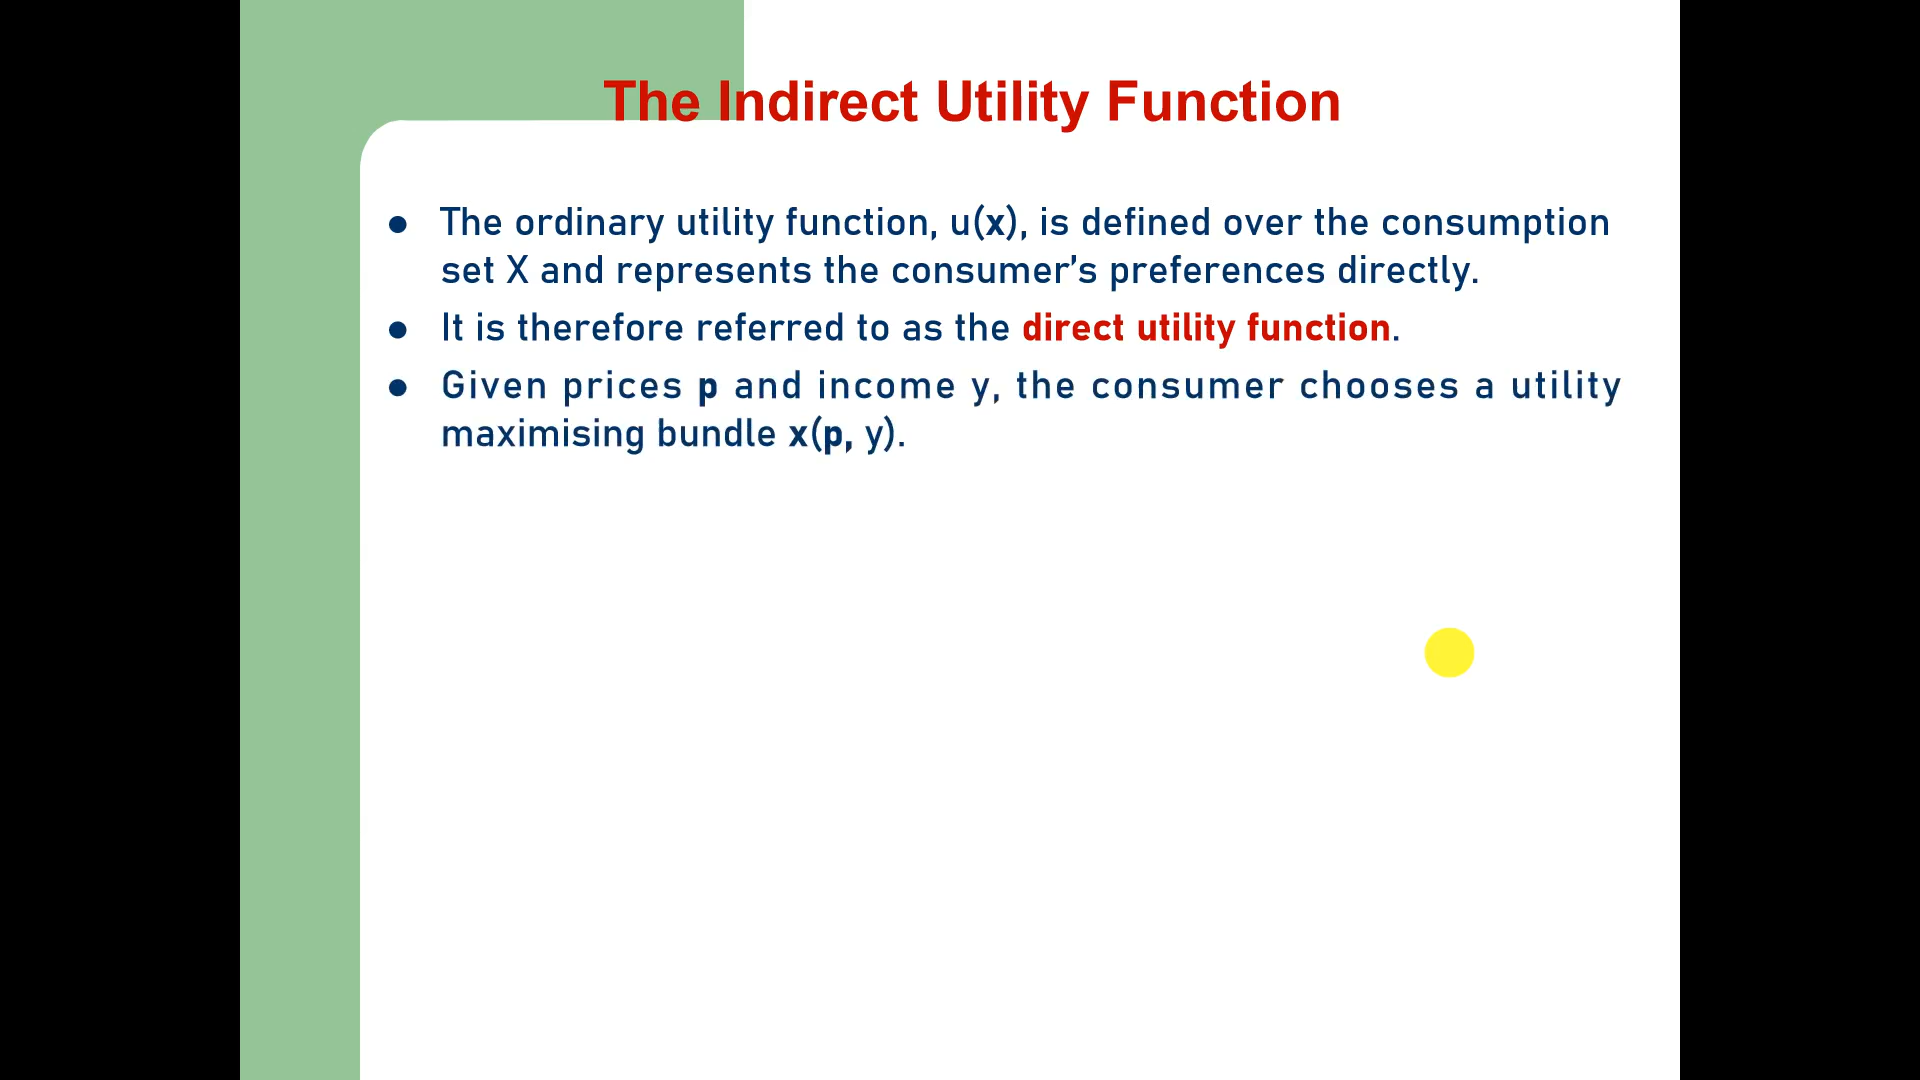 The Indirect Utility Function
● The ordinary utility function, u(x), is defined over the consumption
set X and represents the consumer’s preferences directly.
● It is therefore referred to as the direct utility function.
● Given prices p and income y, the consumer chooses a utility
maximising bundle x(p, y).